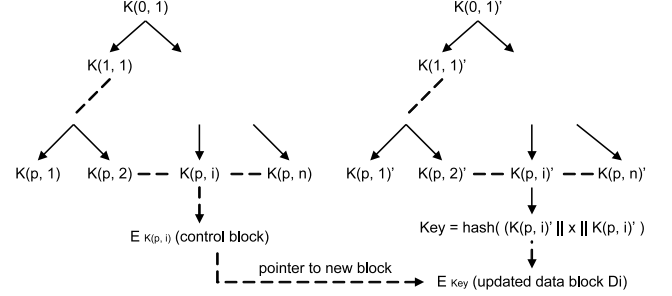 K(0, 1) K(0, 1)’
K(1, 1) K(1, 1)’
K(p, 1) K(p, 2) K(p, i) K(p, n) K(p, 1)’ K(p, 2)’ K(p, i)’ K(p, n)’
E K(p, i) (control block) Key = hash( (K(p, i)’ || x || K(p, i)’ )
pointer to new block
E Key (updated data block Di)